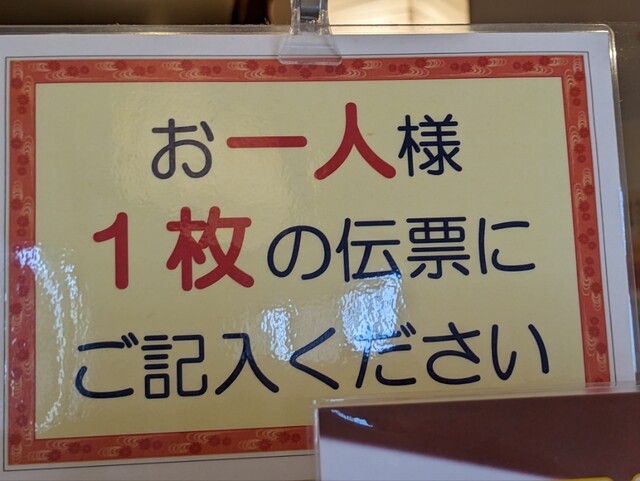 お一人様
１枚の伝票に
ご記入ください